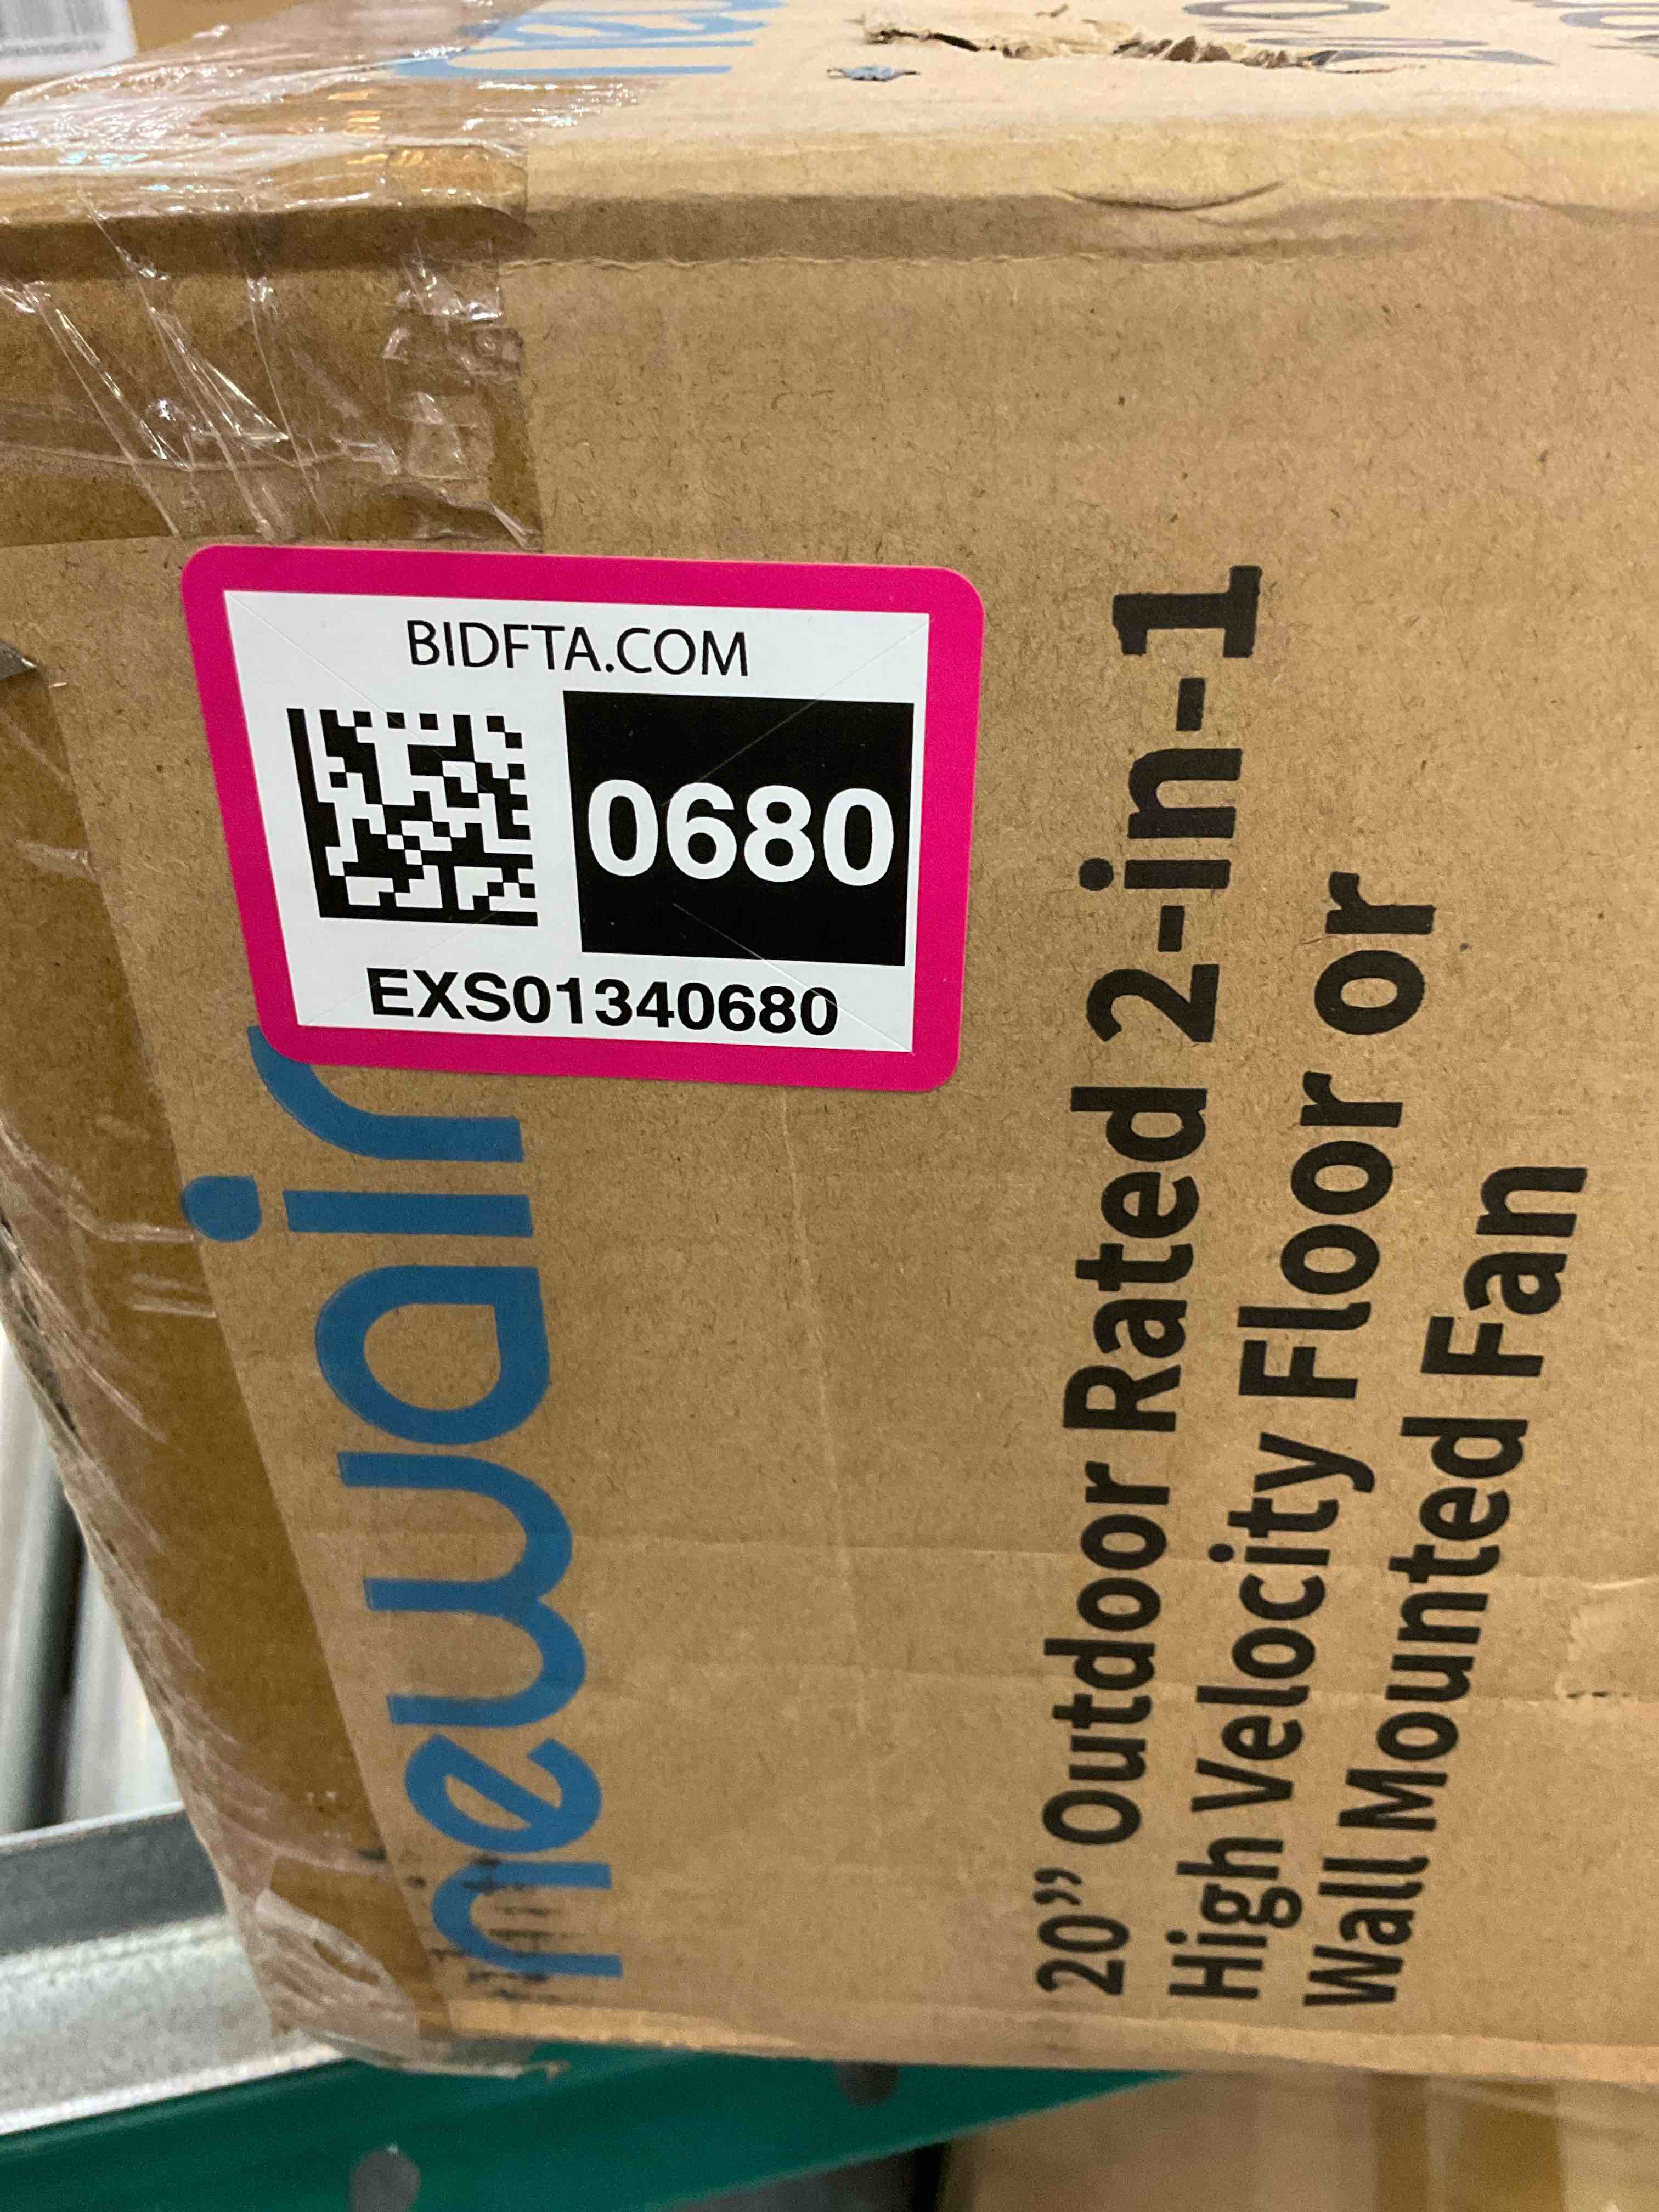 BIDFTA.COM
0680
EXS01340680
newair
20” Outdoor Rated 2-in-1
High Velocity Floor or
Wall Mounted Fan